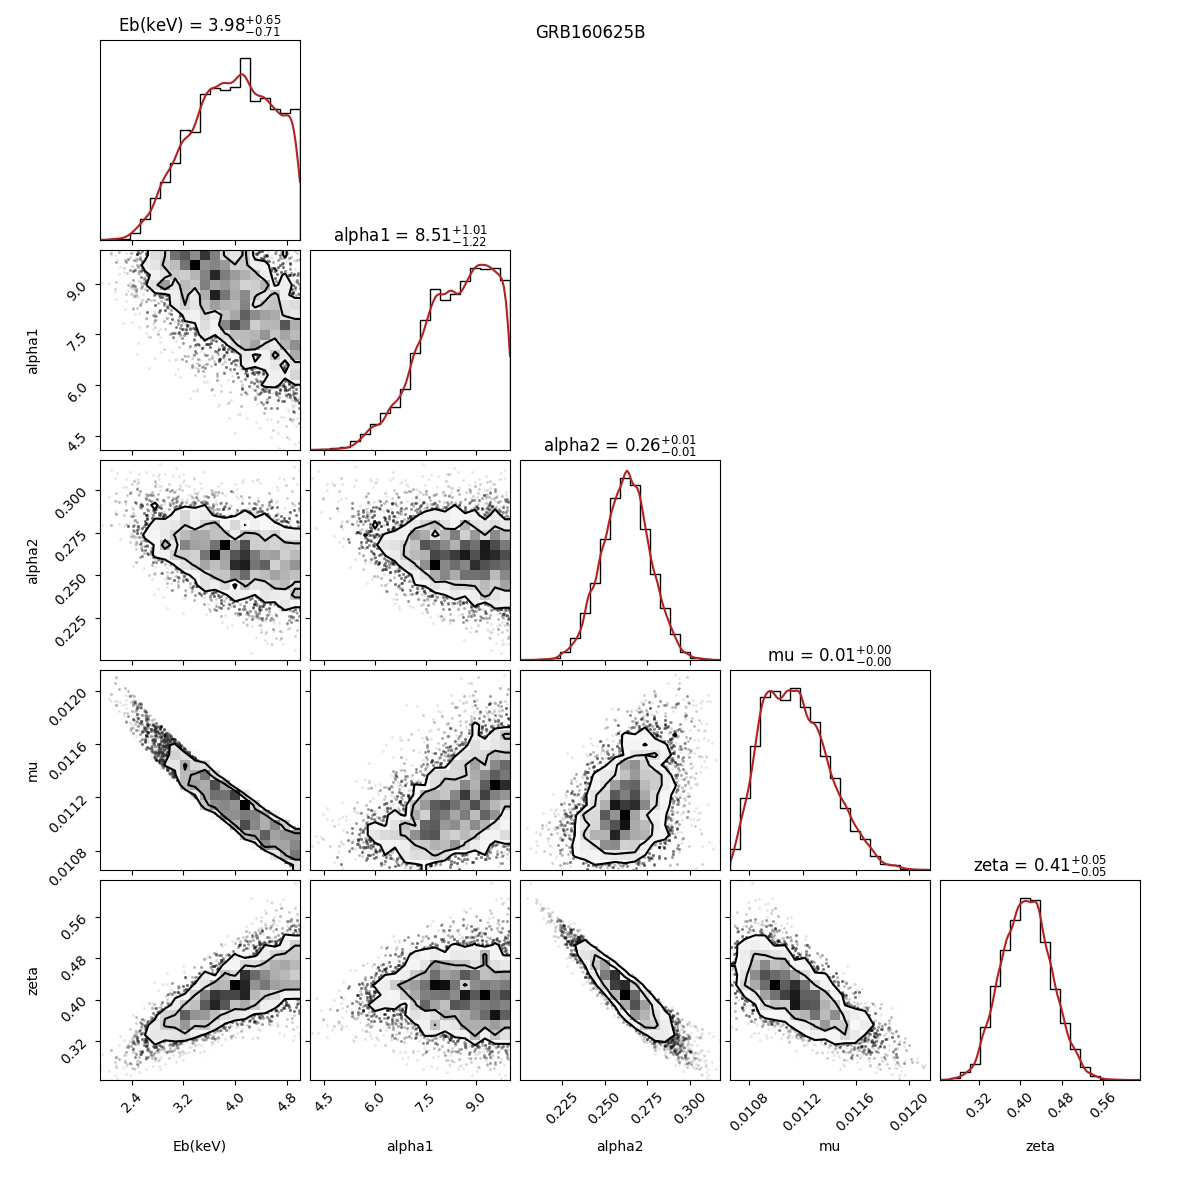 GRB160625B
Eb(keV) = 3.98+0.65−0.71
alpha1 = 8.51+1.01−1.22
9.0
7.5
6.0
4.5
alpha1
alpha2 = 0.26+0.01−0.01
0.300
0.275
0.250
0.225
alpha2
mu = 0.01+0.00−0.00
0.0120
0.0116
0.0112
0.0108
mu
zeta = 0.41+0.05−0.05
0.56
0.48
0.40
0.32
zeta
2.4 3.2 4.0 4.8 4.5 6.0 7.5 9.0 0.225 0.250 0.275 0.300 0.0108 0.0112 0.0116 0.0120 0.32 0.40 0.48 0.56
Eb(keV) alpha1 alpha2 mu zeta